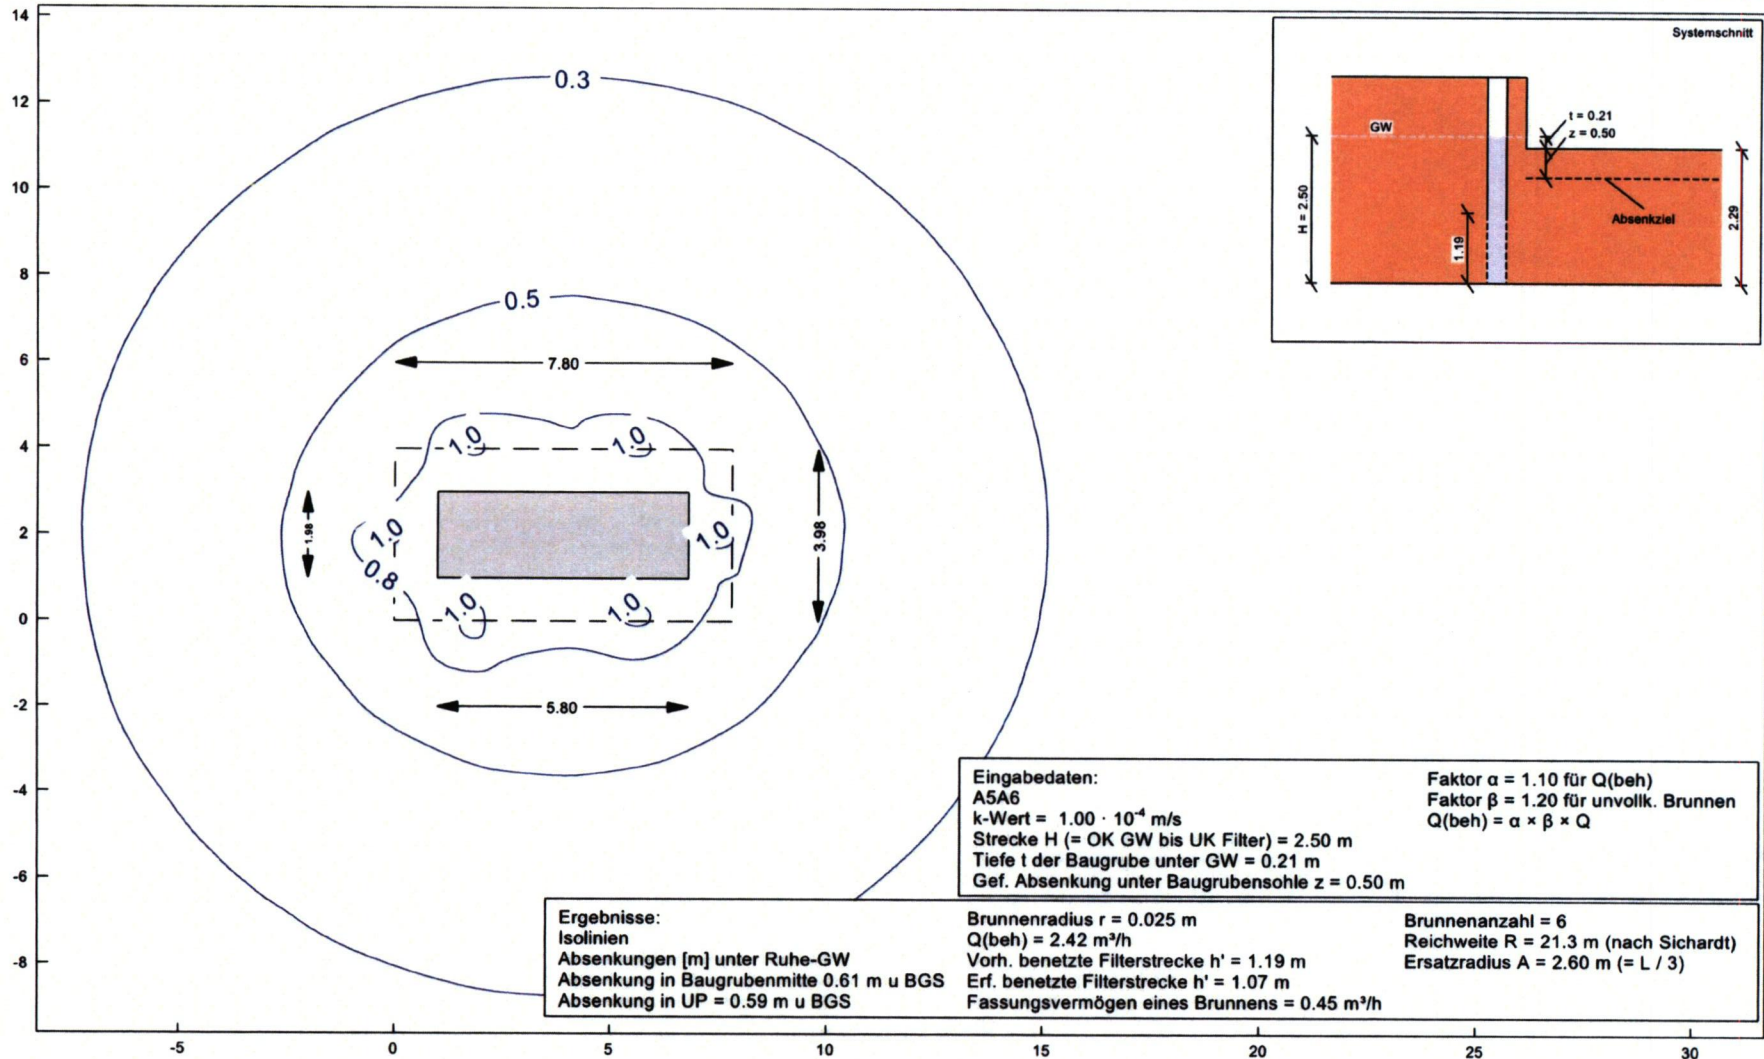 Systemschnitt
GW
t = 0.21
z = 0.50
H = 2.50
Absenkziel
1.19
2.29
14
12
10
8
6
4
2
0
-2
-4
-6
-8
0.3
0.5
7.80
1.0
1.0
1.98
1.0
1.0
3.98
0.8
1.0
1.0
5.80
Eingabedaten:
A5A6
k-Wert = 1.00 · 10⁻⁴ m/s
Strecke H (= OK GW bis UK Filter) = 2.50 m
Tiefe t der Baugrube unter GW = 0.21 m
Gef. Absenkung unter Baugrubensohle z = 0.50 m
Faktor α = 1.10 für Q(beh)
Faktor β = 1.20 für unvollk. Brunnen
Q(beh) = α × β × Q
Ergebnisse:
Isolinien
Absenkungen [m] unter Ruhe-GW
Absenkung in Baugrubenmitte 0.61 m u BGS
Absenkung in UP = 0.59 m u BGS
Brunnenradius r = 0.025 m
Q(beh) = 2.42 m³/h
Vorh. benetzte Filterstrecke h' = 1.19 m
Erf. benetzte Filterstrecke h' = 1.07 m
Fassungsvermögen eines Brunnens = 0.45 m³/h
Brunnenanzahl = 6
Reichweite R = 21.3 m (nach Sichardt)
Ersatzradius A = 2.60 m (= L / 3)
-5 0 5 10 15 20 25 30